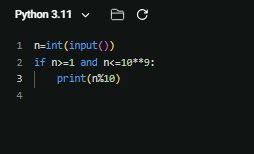 Python 3.11
1 n=int(input())
2 if n>=1 and n<=10**9:
3     print(n%10)
4